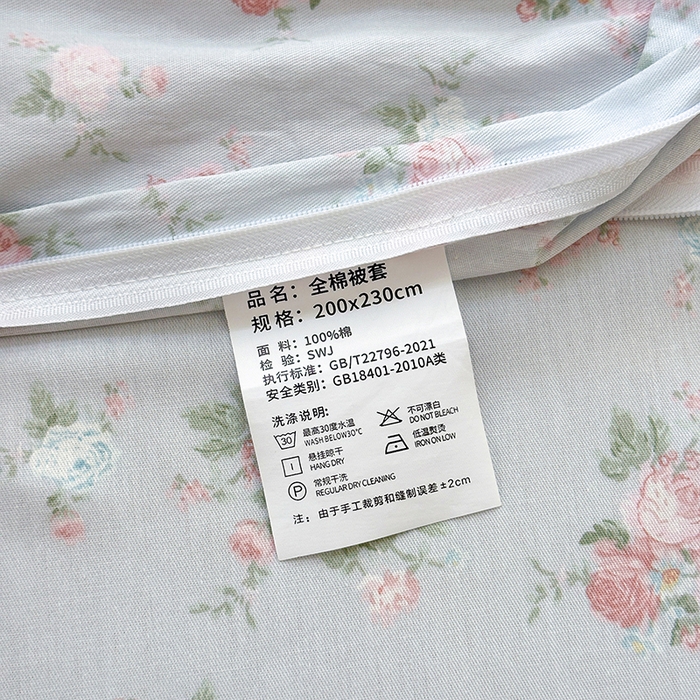 品 名：全棉被套
规 格：200x230cm
面 料：100%棉
检 验：SWJ
执行标准：GB/T22796-2021
安全类别：GB18401-2010A类
洗涤说明：
30 最高30度水温 不可漂白
WASH BELOW30℃ DO NOT BLEACH
悬挂晾干 低温熨烫
HANG DRY IRON ON LOW
P 常规干洗
REGULAR DRY CLEANING
注：由于手工裁剪和缝制误差±2cm